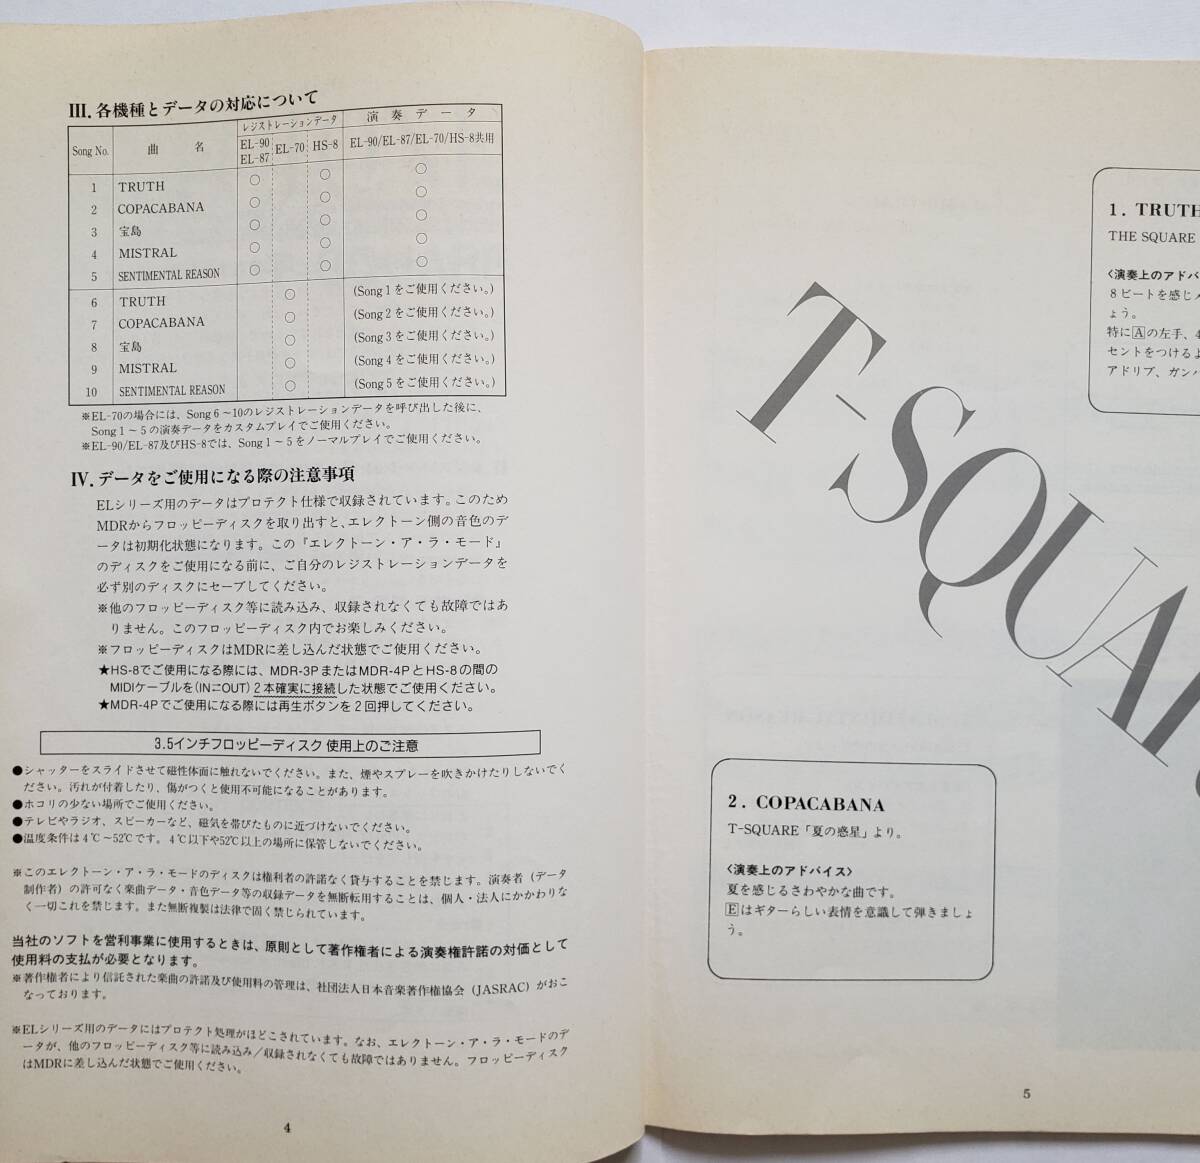 III. 各機種とデータの対応について
Song No. 曲 名 レジストレーションデータ 演奏データ
EL-90 EL-87 EL-70 HS-8 EL-90/EL-87/EL-70/HS-8共用
1 TRUTH ○ ○ ○
2 COPACABANA ○ ○ ○
3 宝島 ○ ○ ○
4 MISTRAL ○ ○ ○
5 SENTIMENTAL REASON ○ ○ ○
6 TRUTH ○ (Song 1 をご使用ください。)
7 COPACABANA ○ (Song 2 をご使用ください。)
8 宝島 ○ (Song 3 をご使用ください。)
9 MISTRAL ○ (Song 4 をご使用ください。)
10 SENTIMENTAL REASON ○ (Song 5 をご使用ください。)
※EL-70の場合には、Song 6～10のレジストレーションデータを呼び出した後に、
Song 1～5の演奏データをカスタムプレイでご使用ください。
※EL-90/EL-87及びHS-8では、Song 1～5をノーマルプレイでご使用ください。
IV. データをご使用になる際の注意事項
ELシリーズ用のデータはプロテクト仕様で収録されています。このため
MDRからフロッピーディスクを取り出すと、エレクトーン側の音色のデ
ータは初期化状態になります。この『エレクトーン・ア・ラ・モード』
のディスクをご使用になる前に、ご自分のレジストレーションデータを
必ず別のディスクにセーブしてください。
※他のフロッピーディスク等に読み込み、収録されなくても故障ではあ
りません。このフロッピーディスク内でお楽しみください。
※フロッピーディスクはMDRに差し込んだ状態でご使用ください。
★HS-8でご使用になる際には、MDR-3PまたはMDR-4PとHS-8の間の
MIDIケーブルを(IN⇄OUT) 2本確実に接続した状態でご使用ください。
★MDR-4Pでご使用になる際には再生ボタンを2回押してください。
3.5インチフロッピーディスク 使用上のご注意
●シャッターをスライドさせて磁性体面に触れないでください。また、煙やスプレーを吹きかけたりしないでく
ださい。汚れが付着したり、傷がつくと使用不可能になることがあります。
●ホコリの少ない場所でご使用ください。
●テレビやラジオ、スピーカーなど、磁気を帯びたものに近づけないでください。
●温度条件は4℃～52℃です。4℃以下や52℃以上の場所に保管しないでください。
※このエレクトーン・ア・ラ・モードのディスクは権利者の許諾なく貸与することを禁じます。演奏者（データ
制作者）の許可なく楽曲データ・音色データ等の収録データを無断転用することは、個人・法人にかかわりな
く一切これを禁じます。また無断複製は法律で固く禁じられています。
当社のソフトを営利事業に使用するときは、原則として著作権者による演奏権許諾の対価として
使用料の支払が必要となります。
※著作権者により信託された楽曲の許諾及び使用料の管理は、社団法人日本音楽著作権協会（JASRAC）がおこ
なっております。
※ELシリーズ用のデータにはプロテクト処理がほどこされています。なお、エレクトーン・ア・ラ・モードのデ
ータが、他のフロッピーディスク等に読み込み／収録されなくても故障ではありません。フロッピーディスク
はMDRに差し込んだ状態でご使用ください。
4
1. TRUTH
THE SQUARE
〈演奏上のアドバ
8ビートを感じ
ょう。
特にAの左手、4
セントをつけるよ
アドリブ、ガン
T-SQUA
2. COPACABANA
T-SQUARE「夏の惑星」より。
〈演奏上のアドバイス〉
夏を感じるさわやかな曲です。
Eはギターらしい表情を意識して弾きましょ
う。
5